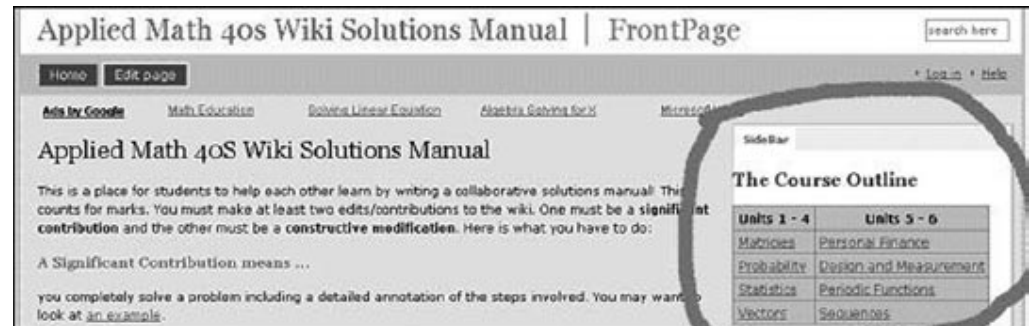 Applied Math 40s Wiki Solutions Manual | FrontPage
search here
Home Edit page
Log in Help
Ads by Google Math Education Solving Linear Equation Algebra Solving for X
SideBar
Applied Math 40S Wiki Solutions Manual
The Course Outline
This is a place for students to help each other learn by writing a collaborative solutions manual! This
counts for marks. You must make at least two edits/contributions to the wiki. One must be a significant
contribution and the other must be a constructive modification. Here is what you have to do:
A Significant Contribution means ...
you completely solve a problem including a detailed annotation of the steps involved. You may want to
look at an example.
Units 1 - 4 Units 5 - 6
Matricies Personal Finance
Probability Design and Measurement
Statistics Periodic Functions
Vectors Sequences